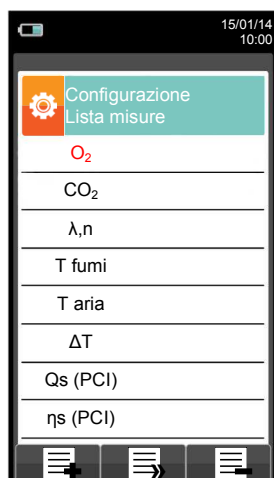 15/01/14
10:00
Configurazione
Lista misure
O₂
CO₂
λ,n
T fumi
T aria
ΔT
Qs (PCI)
ηs (PCI)